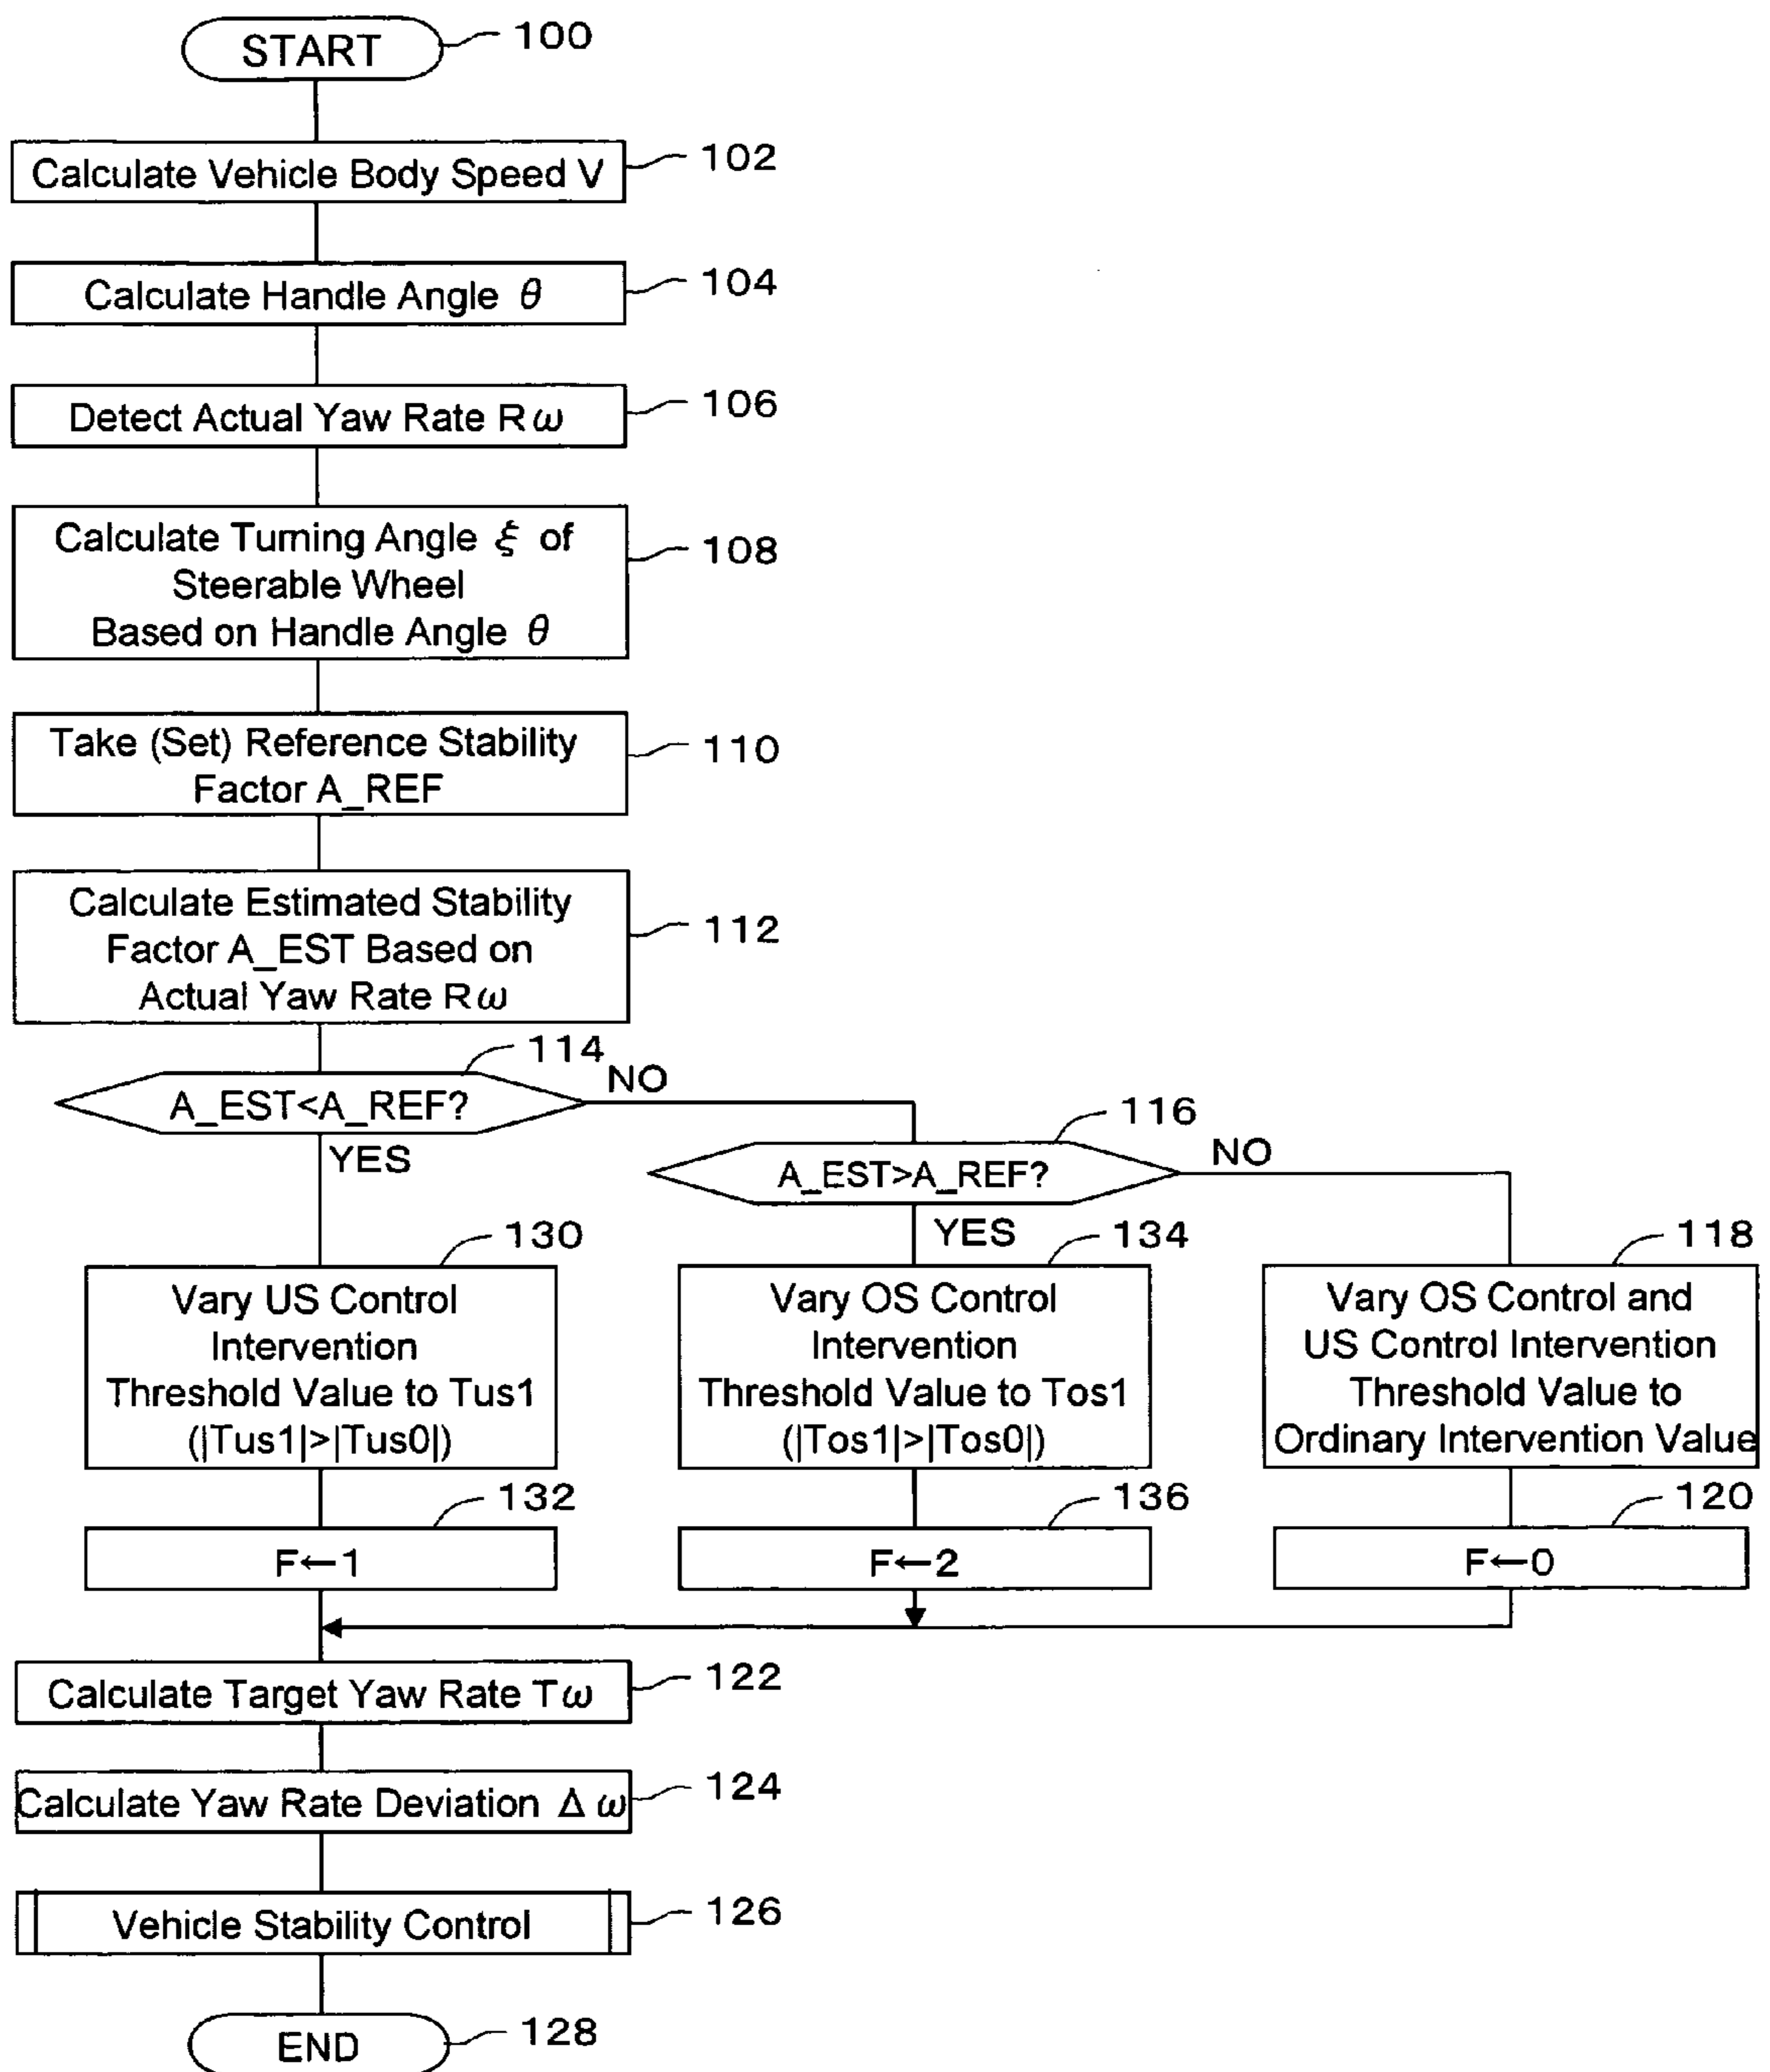 START
100
Calculate Vehicle Body Speed V
102
Calculate Handle Angle θ
104
Detect Actual Yaw Rate Rω
106
Calculate Turning Angle ξ of
Steerable Wheel
Based on Handle Angle θ
108
Take (Set) Reference Stability
Factor A_REF
110
Calculate Estimated Stability
Factor A_EST Based on
Actual Yaw Rate Rω
112
114
A_EST<A_REF?
NO
YES
116
A_EST>A_REF?
NO
YES
130
Vary US Control
Intervention
Threshold Value to Tus1
(|Tus1|>|Tus0|)
134
Vary OS Control
Intervention
Threshold Value to Tos1
(|Tos1|>|Tos0|)
118
Vary OS Control and
US Control Intervention
Threshold Value to
Ordinary Intervention Value
132
F←1
136
F←2
120
F←0
Calculate Target Yaw Rate Tω
122
Calculate Yaw Rate Deviation Δω
124
Vehicle Stability Control
126
END
128